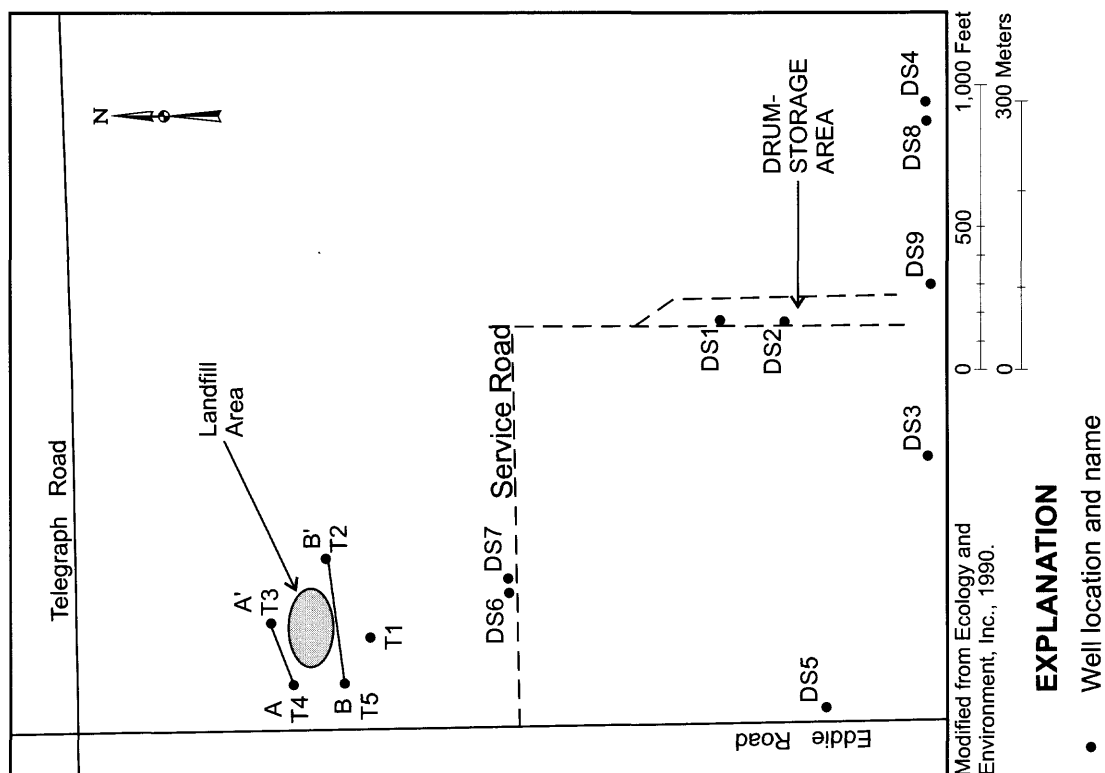 Telegraph Road
N
Landfill
Area
A'
T3
A
T4
B'
T2
B
T5
T1
Service Road
DS6
DS7
DRUM-
STORAGE
AREA
DS1
DS2
DS5
Eddie Road
DS3
DS9
DS8
DS4
0 500 1,000 Feet
0 300 Meters
Modified from Ecology and
Environment, Inc., 1990.
EXPLANATION
Well location and name